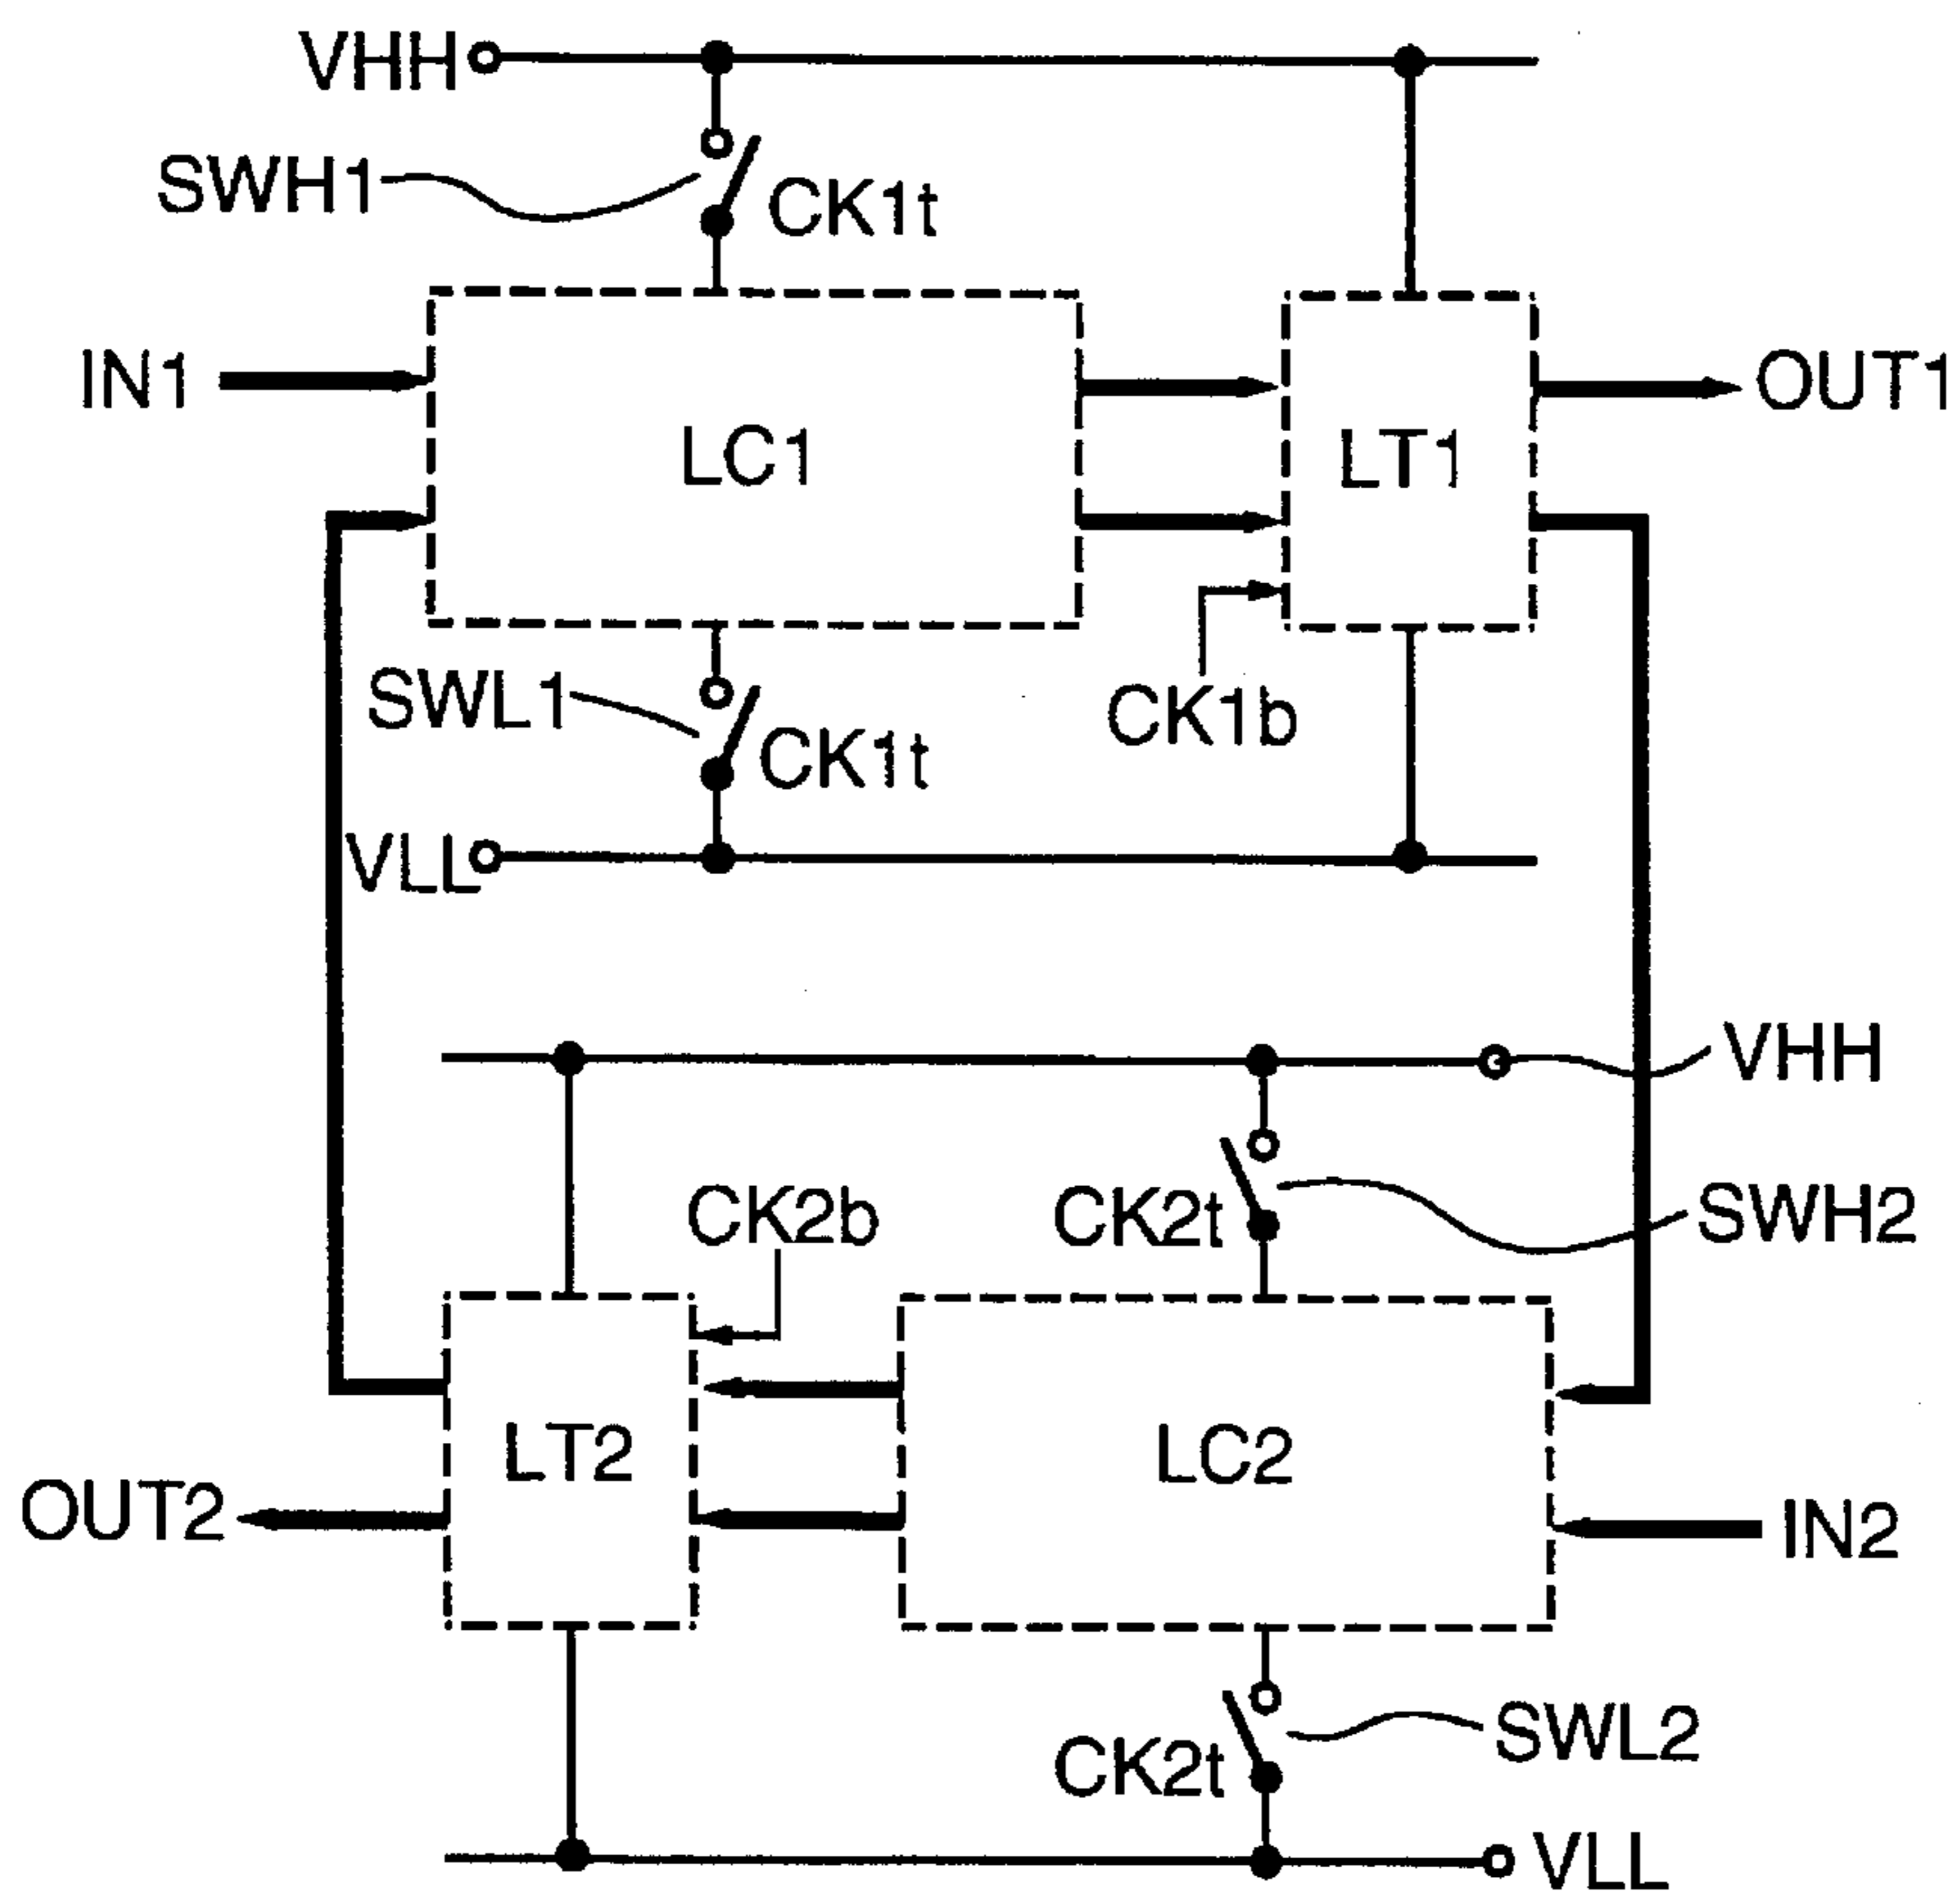 VHH
SWH1
CK1t
IN1
LC1
LT1
OUT1
SWL1
CK1t
CK1b
VLL
VHH
CK2b
CK2t
SWH2
LT2
LC2
OUT2
IN2
CK2t
SWL2
VLL